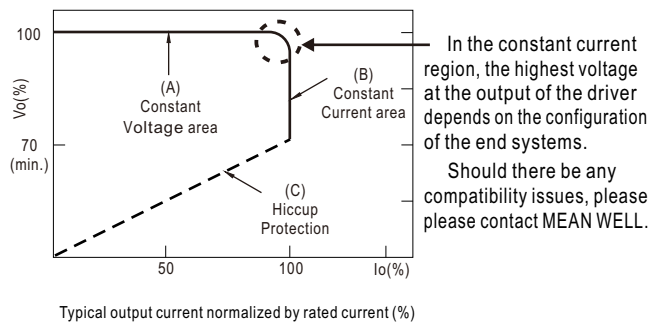 100
Vo(%)
70
(min.)
(A)
Constant
Voltage area
(B)
Constant
Current area
(C)
Hiccup
Protection
50
100
Io(%)
In the constant current
region, the highest voltage
at the output of the driver
depends on the configuration
of the end systems.
Should there be any
compatibility issues, please
please contact MEAN WELL.
Typical output current normalized by rated current (%)